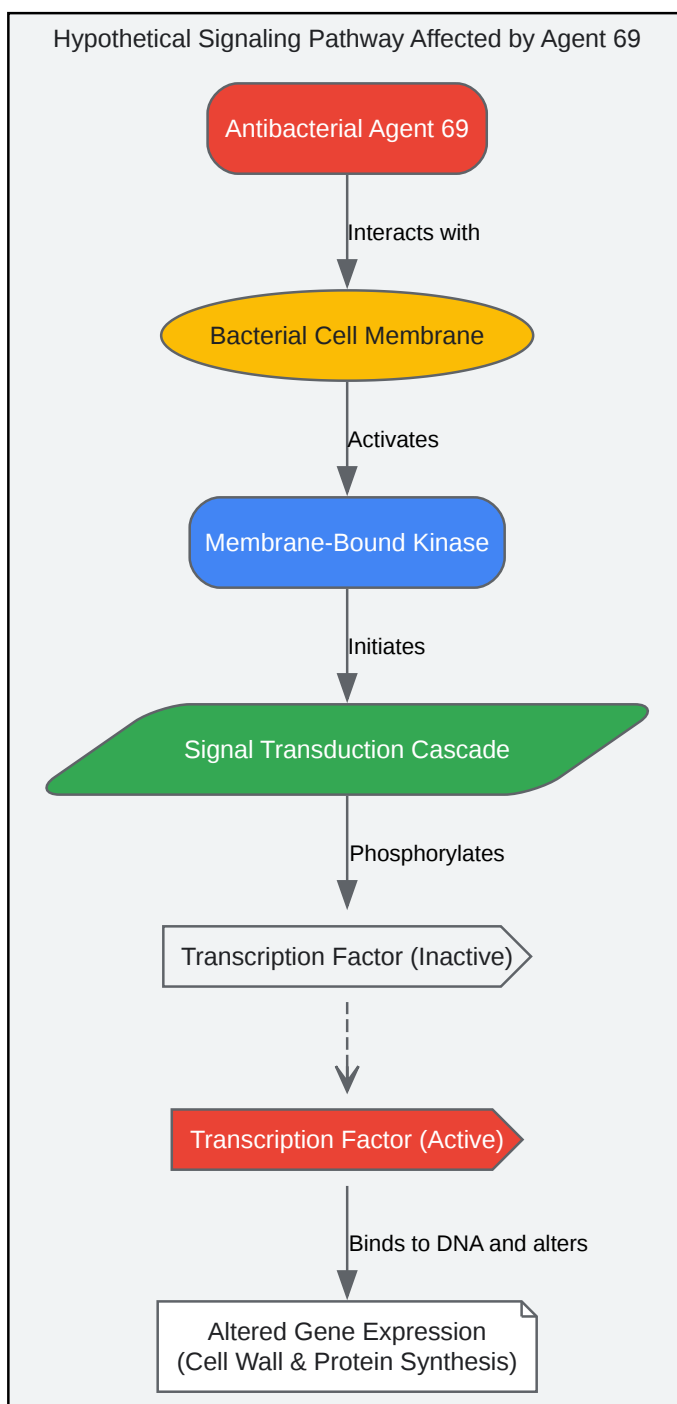 Hypothetical Signaling Pathway Affected by Agent 69
Antibacterial Agent 69
Interacts with
Bacterial Cell Membrane
Activates
Membrane-Bound Kinase
Initiates
Signal Transduction Cascade
Phosphorylates
Transcription Factor (Inactive)
Transcription Factor (Active)
Binds to DNA and alters
Altered Gene Expression
(Cell Wall & Protein Synthesis)